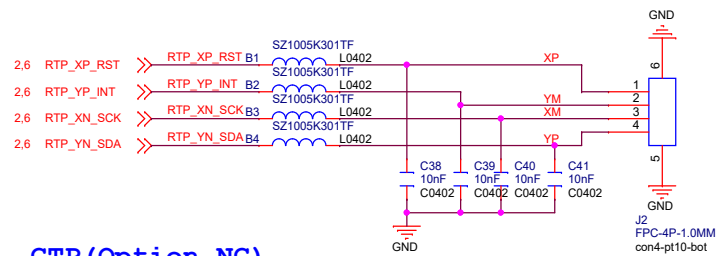 GND
SZ1005K301TF
2,6 RTP_XP_RST RTP_XP_RST B1 L0402 XP 6
SZ1005K301TF
2,6 RTP_YP_INT RTP_YP_INT B2 L0402 1
SZ1005K301TF YM 2
2,6 RTP_XN_SCK RTP_XN_SCK B3 L0402 XM 3
SZ1005K301TF 4
2,6 RTP_YN_SDA RTP_YN_SDA B4 L0402 YP
5
C38 C39 C40 C41
10nF 10nF 10nF 10nF
C0402 C0402 C0402 C0402
GND
J2
FPC-4P-1.0MM
GND con4-pt10-bot
CTP(Option NC)